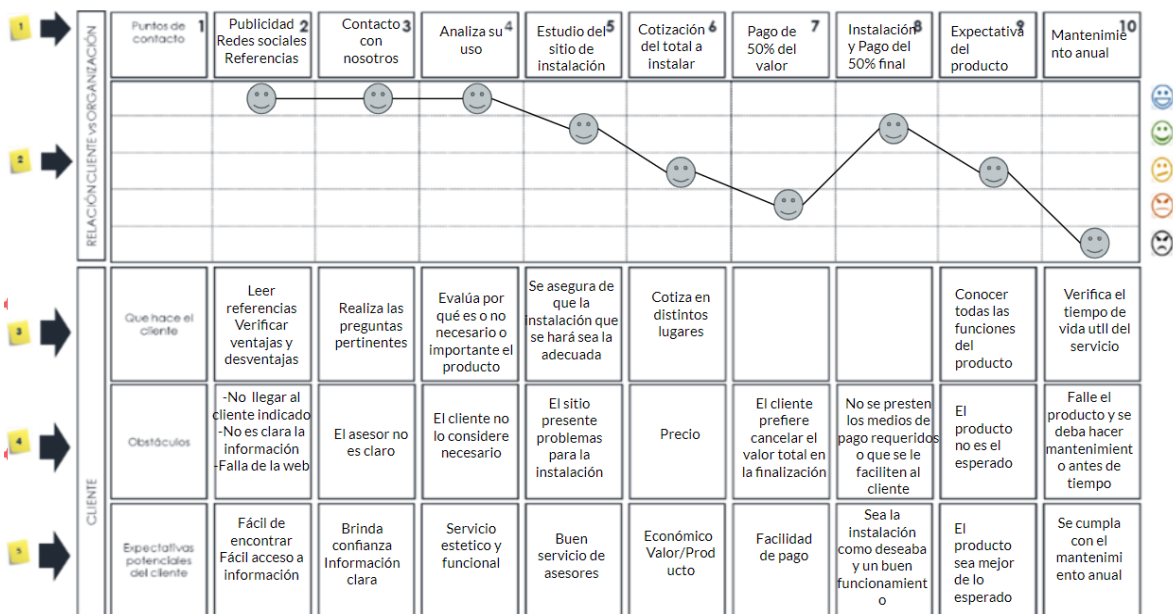 1
RELACIÓN CLIENTE vs ORGANIZACIÓN
Puntos de
contacto
1
Publicidad
Redes sociales
Referencias
2
Contacto
con
nosotros
3
Analiza su
uso
4
Estudio del
sitio de
instalación
5
Cotización
del total a
instalar
6
Pago de
50% del
valor
7
Instalación
y Pago del
50% final
8
Expectativa
del
producto
9
Mantenimie
nto anual
10
2
3
CLIENTE
Que hace el
cliente
Leer
referencias
Verificar
ventajas y
desventajas
Realiza las
preguntas
pertinentes
Evalúa por
qué es o no
necesario o
importante el
producto
Se asegura de
que la
instalación que
se hará sea la
adecuada
Cotiza en
distintos
lugares
Conocer
todas las
funciones
del
producto
Verifica el
tiempo de
vida utll del
servicio
4
Obstáculos
-No llegar al
cliente indicado
-No es clara la
información
-Falla de la web
El asesor no
es claro
El cliente no
lo considere
necesario
El sitio
presente
problemas
para la
instalación
Precio
El cliente
prefiere
cancelar el
valor total en
la finalización
No se presten
los medios de
pago requeridos
o que se le
faciliten al
cliente
El
producto
no es el
esperado
Falle el
producto y se
deba hacer
mantenimient
o antes de
tiempo
5
Expectativas
potenciales
del cliente
Fácil de
encontrar
Fácil acceso a
información
Brinda
confianza
Información
clara
Servicio
estetico y
funcional
Buen
servicio de
asesores
Económico
Valor/Prod
ucto
Facilidad
de pago
Sea la
instalación
como deseaba
y un buen
funcionamient
o
El
producto
sea mejor
de lo
esperado
Se cumpla
con el
mantenimi
ento anual